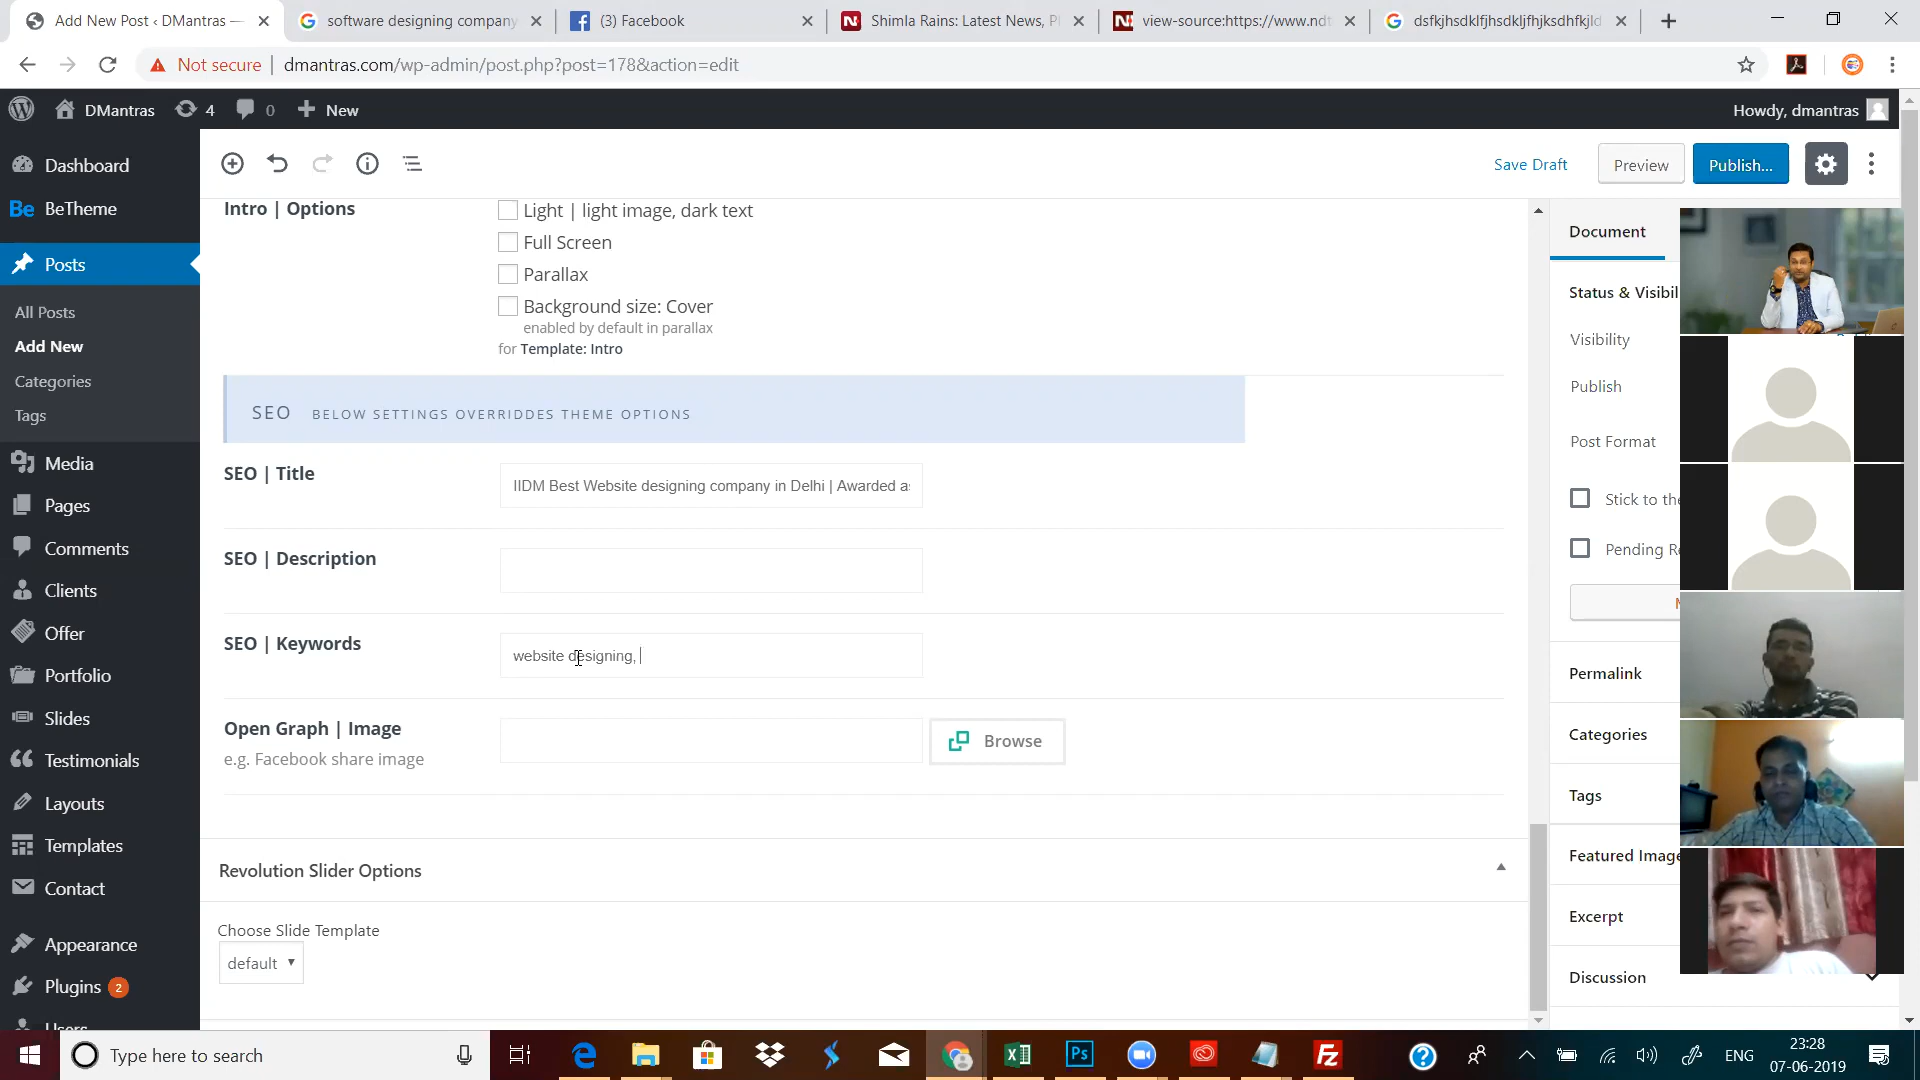 Add New Post ‹ DMantras —
software designing company
(3) Facebook
Shimla Rains: Latest News, P
view-source:https://www.ndt
dsfkjhsdklfjhsdkljfhjksdhfkjld
Not secure | dmantras.com/wp-admin/post.php?post=178&action=edit
DMantras 4 0 New
Howdy, dmantras
Dashboard
BeTheme
Posts
All Posts
Add New
Categories
Tags
Media
Pages
Comments
Clients
Offer
Portfolio
Slides
Testimonials
Layouts
Templates
Contact
Appearance
Plugins 2
Users
Save Draft
Preview
Publish...
Intro | Options
Light | light image, dark text
Full Screen
Parallax
Background size: Cover
enabled by default in parallax
for Template: Intro
SEO BELOW SETTINGS OVERRIDDES THEME OPTIONS
SEO | Title
IIDM Best Website designing company in Delhi | Awarded a
SEO | Description
SEO | Keywords
website designing,
Open Graph | Image
e.g. Facebook share image
Browse
Revolution Slider Options
Choose Slide Template
default
Document
Status & Visibil
Visibility
Publish
Post Format
Stick to the
Pending R
Permalink
Categories
Tags
Featured Image
Excerpt
Discussion
Type here to search
ENG
23:28
07-06-2019